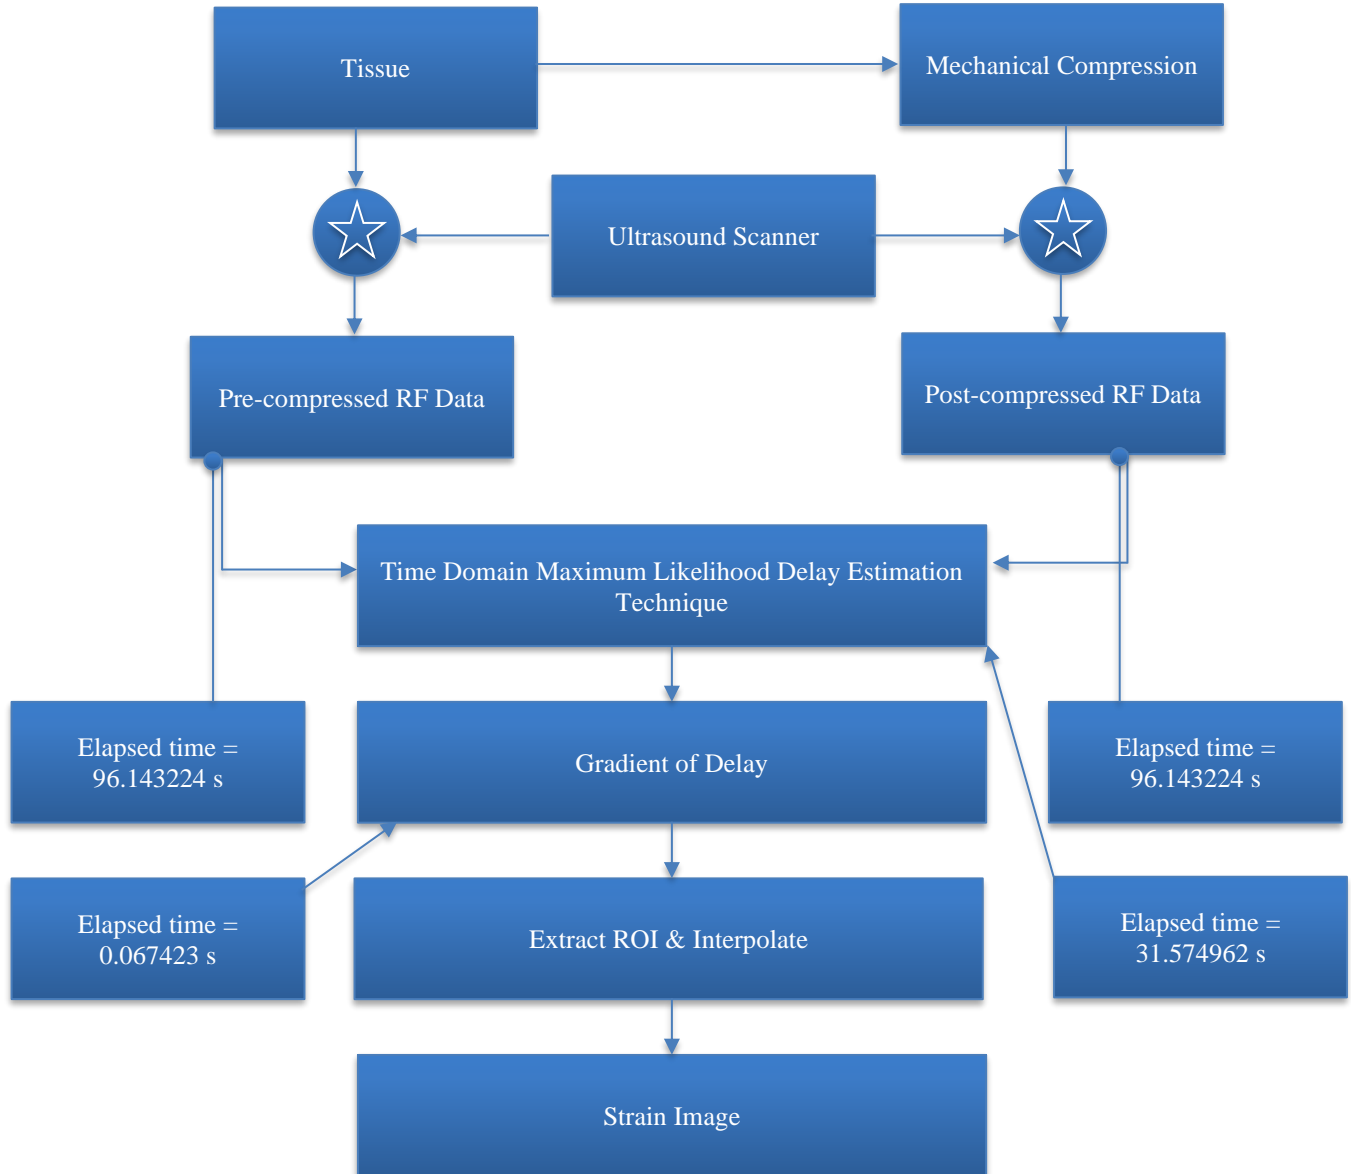 Tissue
Mechanical Compression
Ultrasound Scanner
Pre-compressed RF Data
Post-compressed RF Data
Time Domain Maximum Likelihood Delay Estimation
Technique
Elapsed time =
96.143224 s
Gradient of Delay
Elapsed time =
96.143224 s
Elapsed time =
0.067423 s
Extract ROI & Interpolate
Elapsed time =
31.574962 s
Strain Image